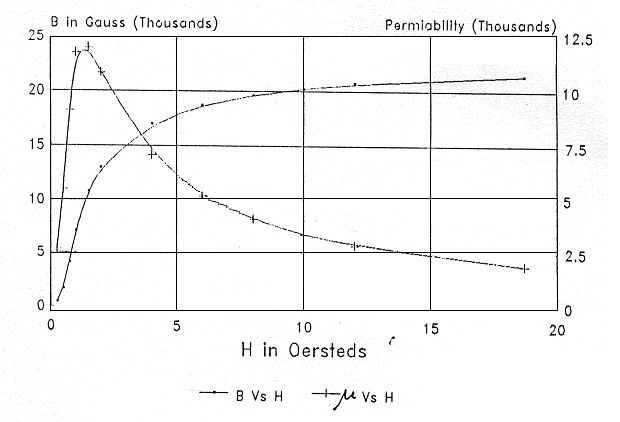 B in Gauss (Thousands) Permiability (Thousands)
25 12.5
20 10
15 7.5
10 5
5 2.5
0 0
0 5 10 15 20
H in Oersteds
B Vs H μ Vs H